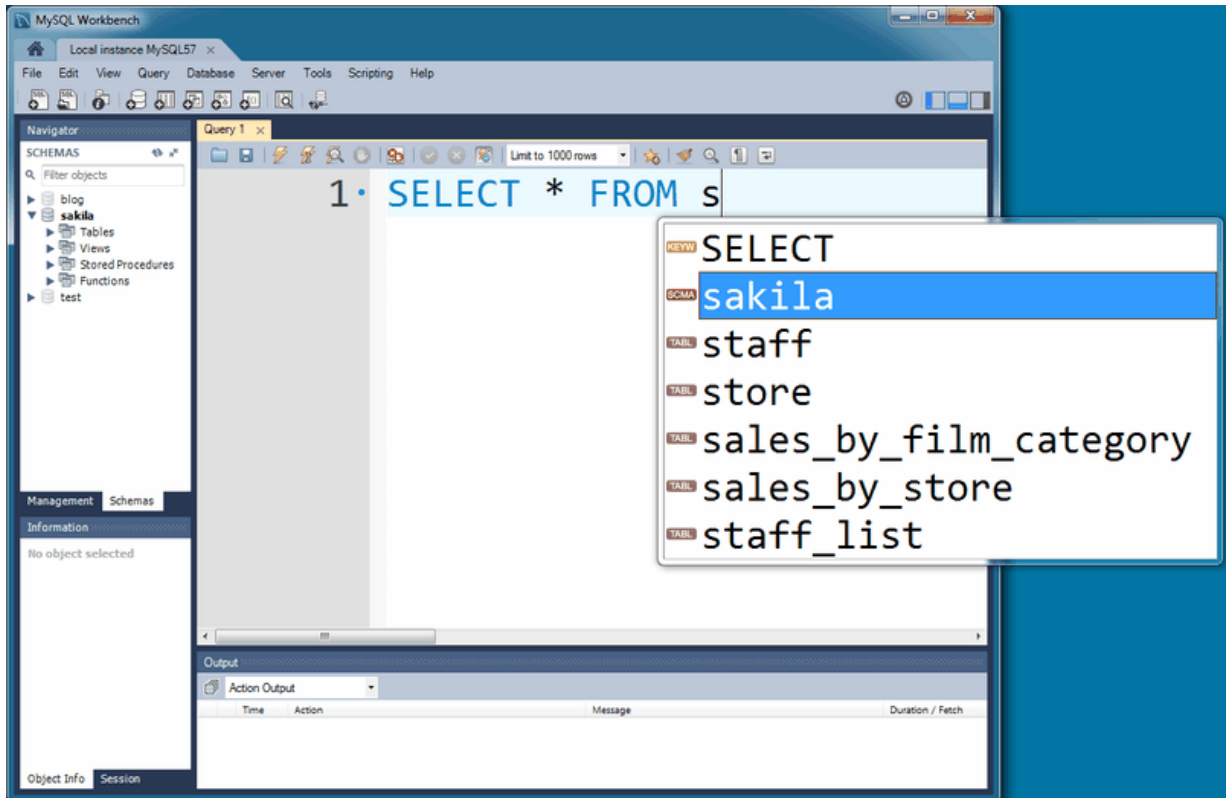 MySQL Workbench
Local instance MySQL57
File Edit View Query Database Server Tools Scripting Help
Navigator
SCHEMAS
Filter objects
blog
sakila
Tables
Views
Stored Procedures
Functions
test
Management Schemas
Information
No object selected
Object Info Session
Query 1
Limit to 1000 rows
1 SELECT * FROM s
KEYW SELECT
SCMA sakila
TABL staff
TABL store
TABL sales_by_film_category
TABL sales_by_store
TABL staff_list
Output
Action Output
Time Action Message Duration / Fetch